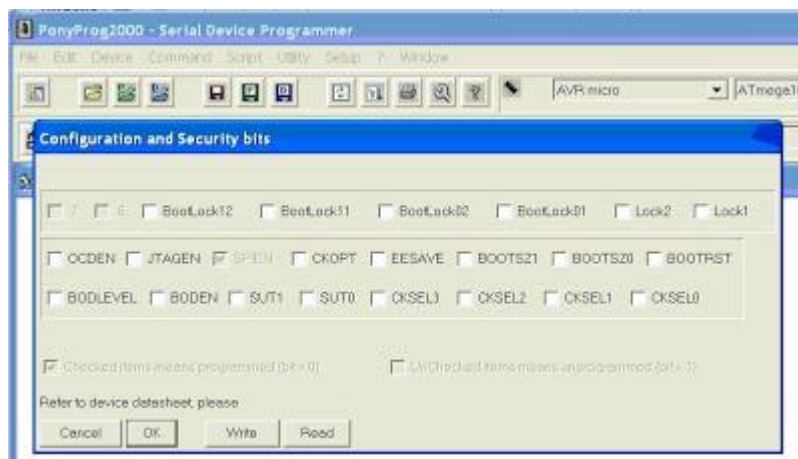 PonyProg2000 - Serial Device Programmer
File Edit Device Command Script Utility Setup ? Window
AVR micro ATmega1
Configuration and Security bits
7 6 BootLock12 BootLock11 BootLock02 BootLock01 Lock2 Lock1
OCDEN JTAGEN SPIEN CKOPT EESAVE BOOTSZ1 BOOTSZ0 BOOTRST
BODLEVEL BODEN SUT1 SUT0 CKSEL3 CKSEL2 CKSEL1 CKSEL0
Checked items means programmed (bit = 0) UnChecked items means unprogrammed (bit = 1)
Refer to device datasheet, please
Cancel OK Write Read